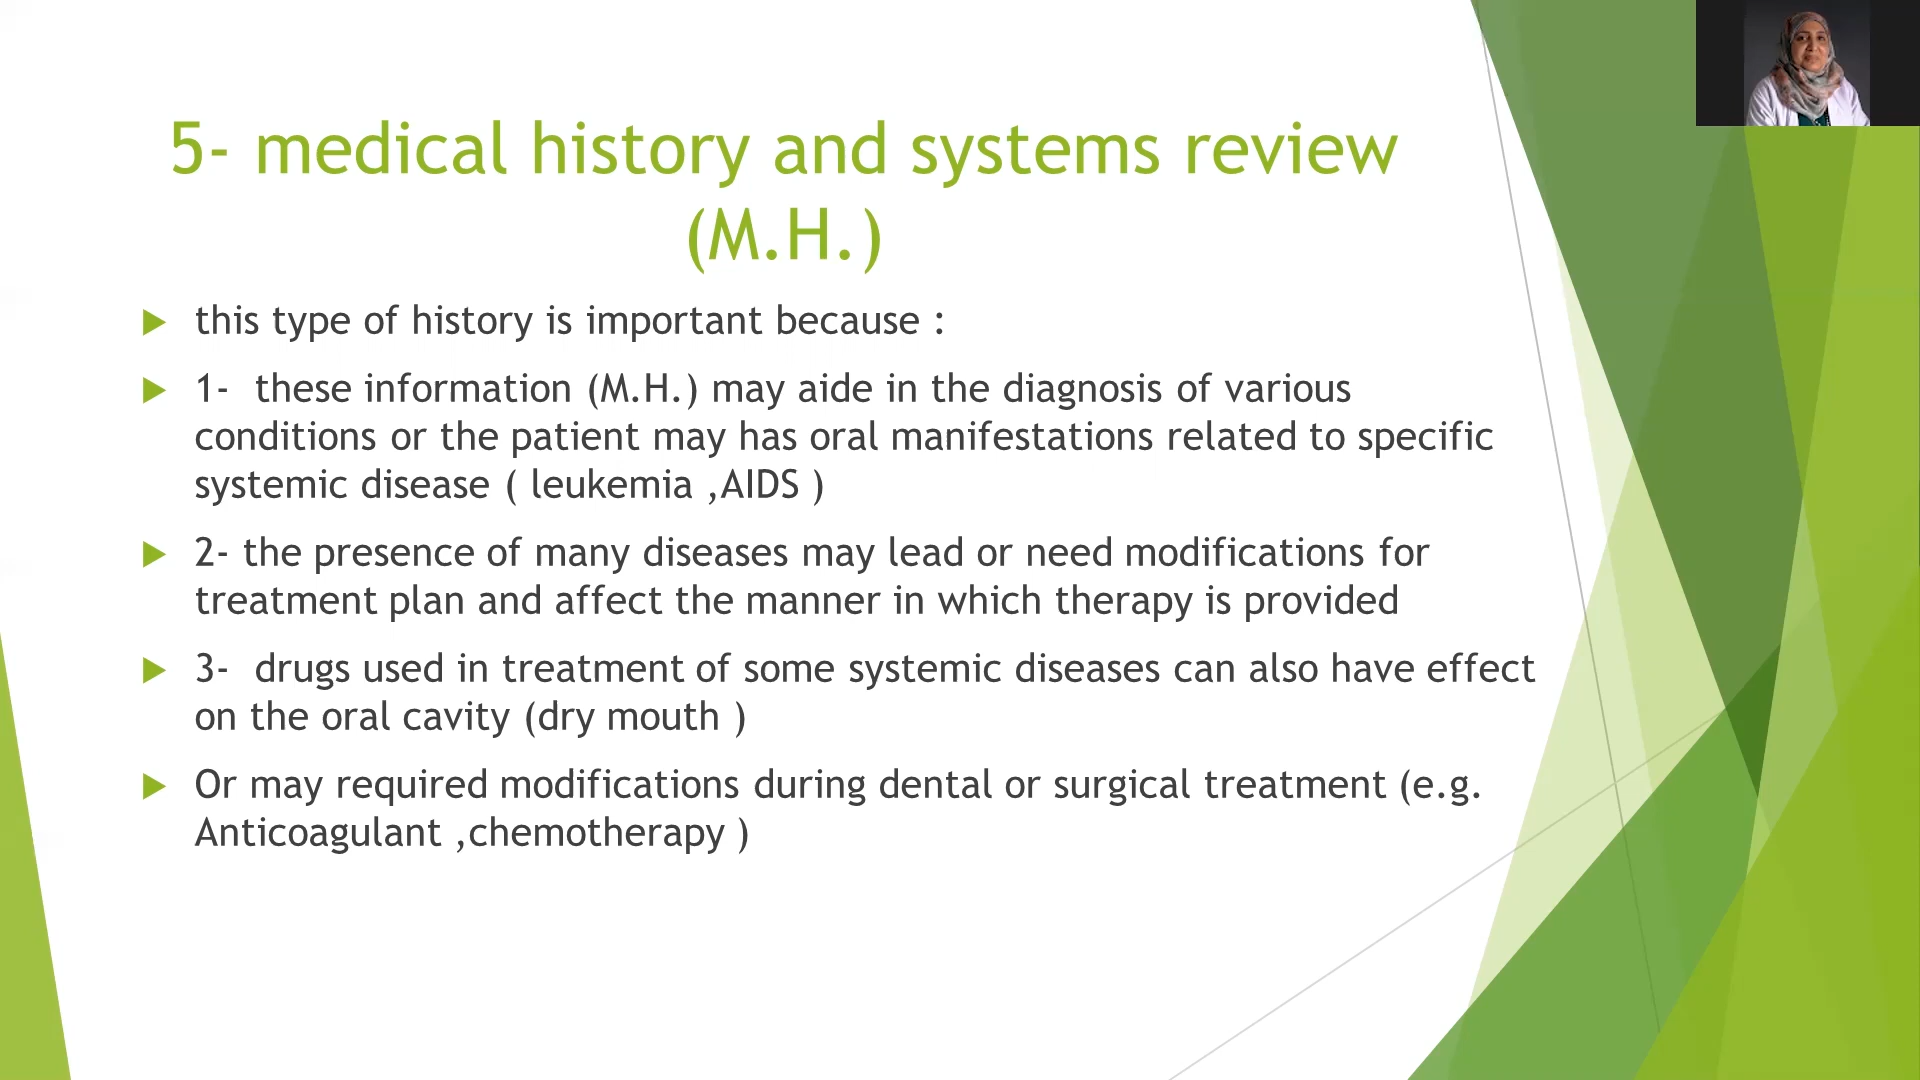 5- medical history and systems review
(M.H.)
this type of history is important because :
1- these information (M.H.) may aide in the diagnosis of various
conditions or the patient may has oral manifestations related to specific
systemic disease ( leukemia ,AIDS )
2- the presence of many diseases may lead or need modifications for
treatment plan and affect the manner in which therapy is provided
3- drugs used in treatment of some systemic diseases can also have effect
on the oral cavity (dry mouth )
Or may required modifications during dental or surgical treatment (e.g.
Anticoagulant ,chemotherapy )